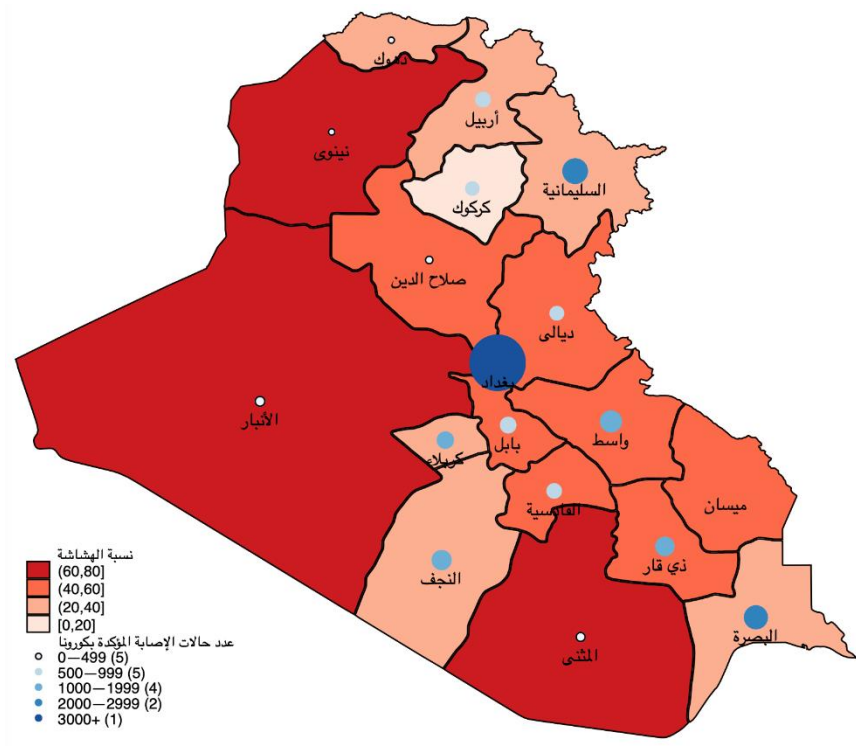 دهوك
أربيل
نينوى
السليمانية
كركوك
صلاح الدين
ديالى
بغداد
الأنبار
بابل
واسط
كربلاء
القادسية
ميسان
ذي قار
النجف
البصرة
المثنى
نسبة الهشاشة
(60,80]
(40,60]
(20,40]
[0,20]
عدد حالات الإصابة المؤكدة بكورونا
0—499 (5)
500—999 (5)
1000—1999 (4)
2000—2999 (2)
3000+ (1)